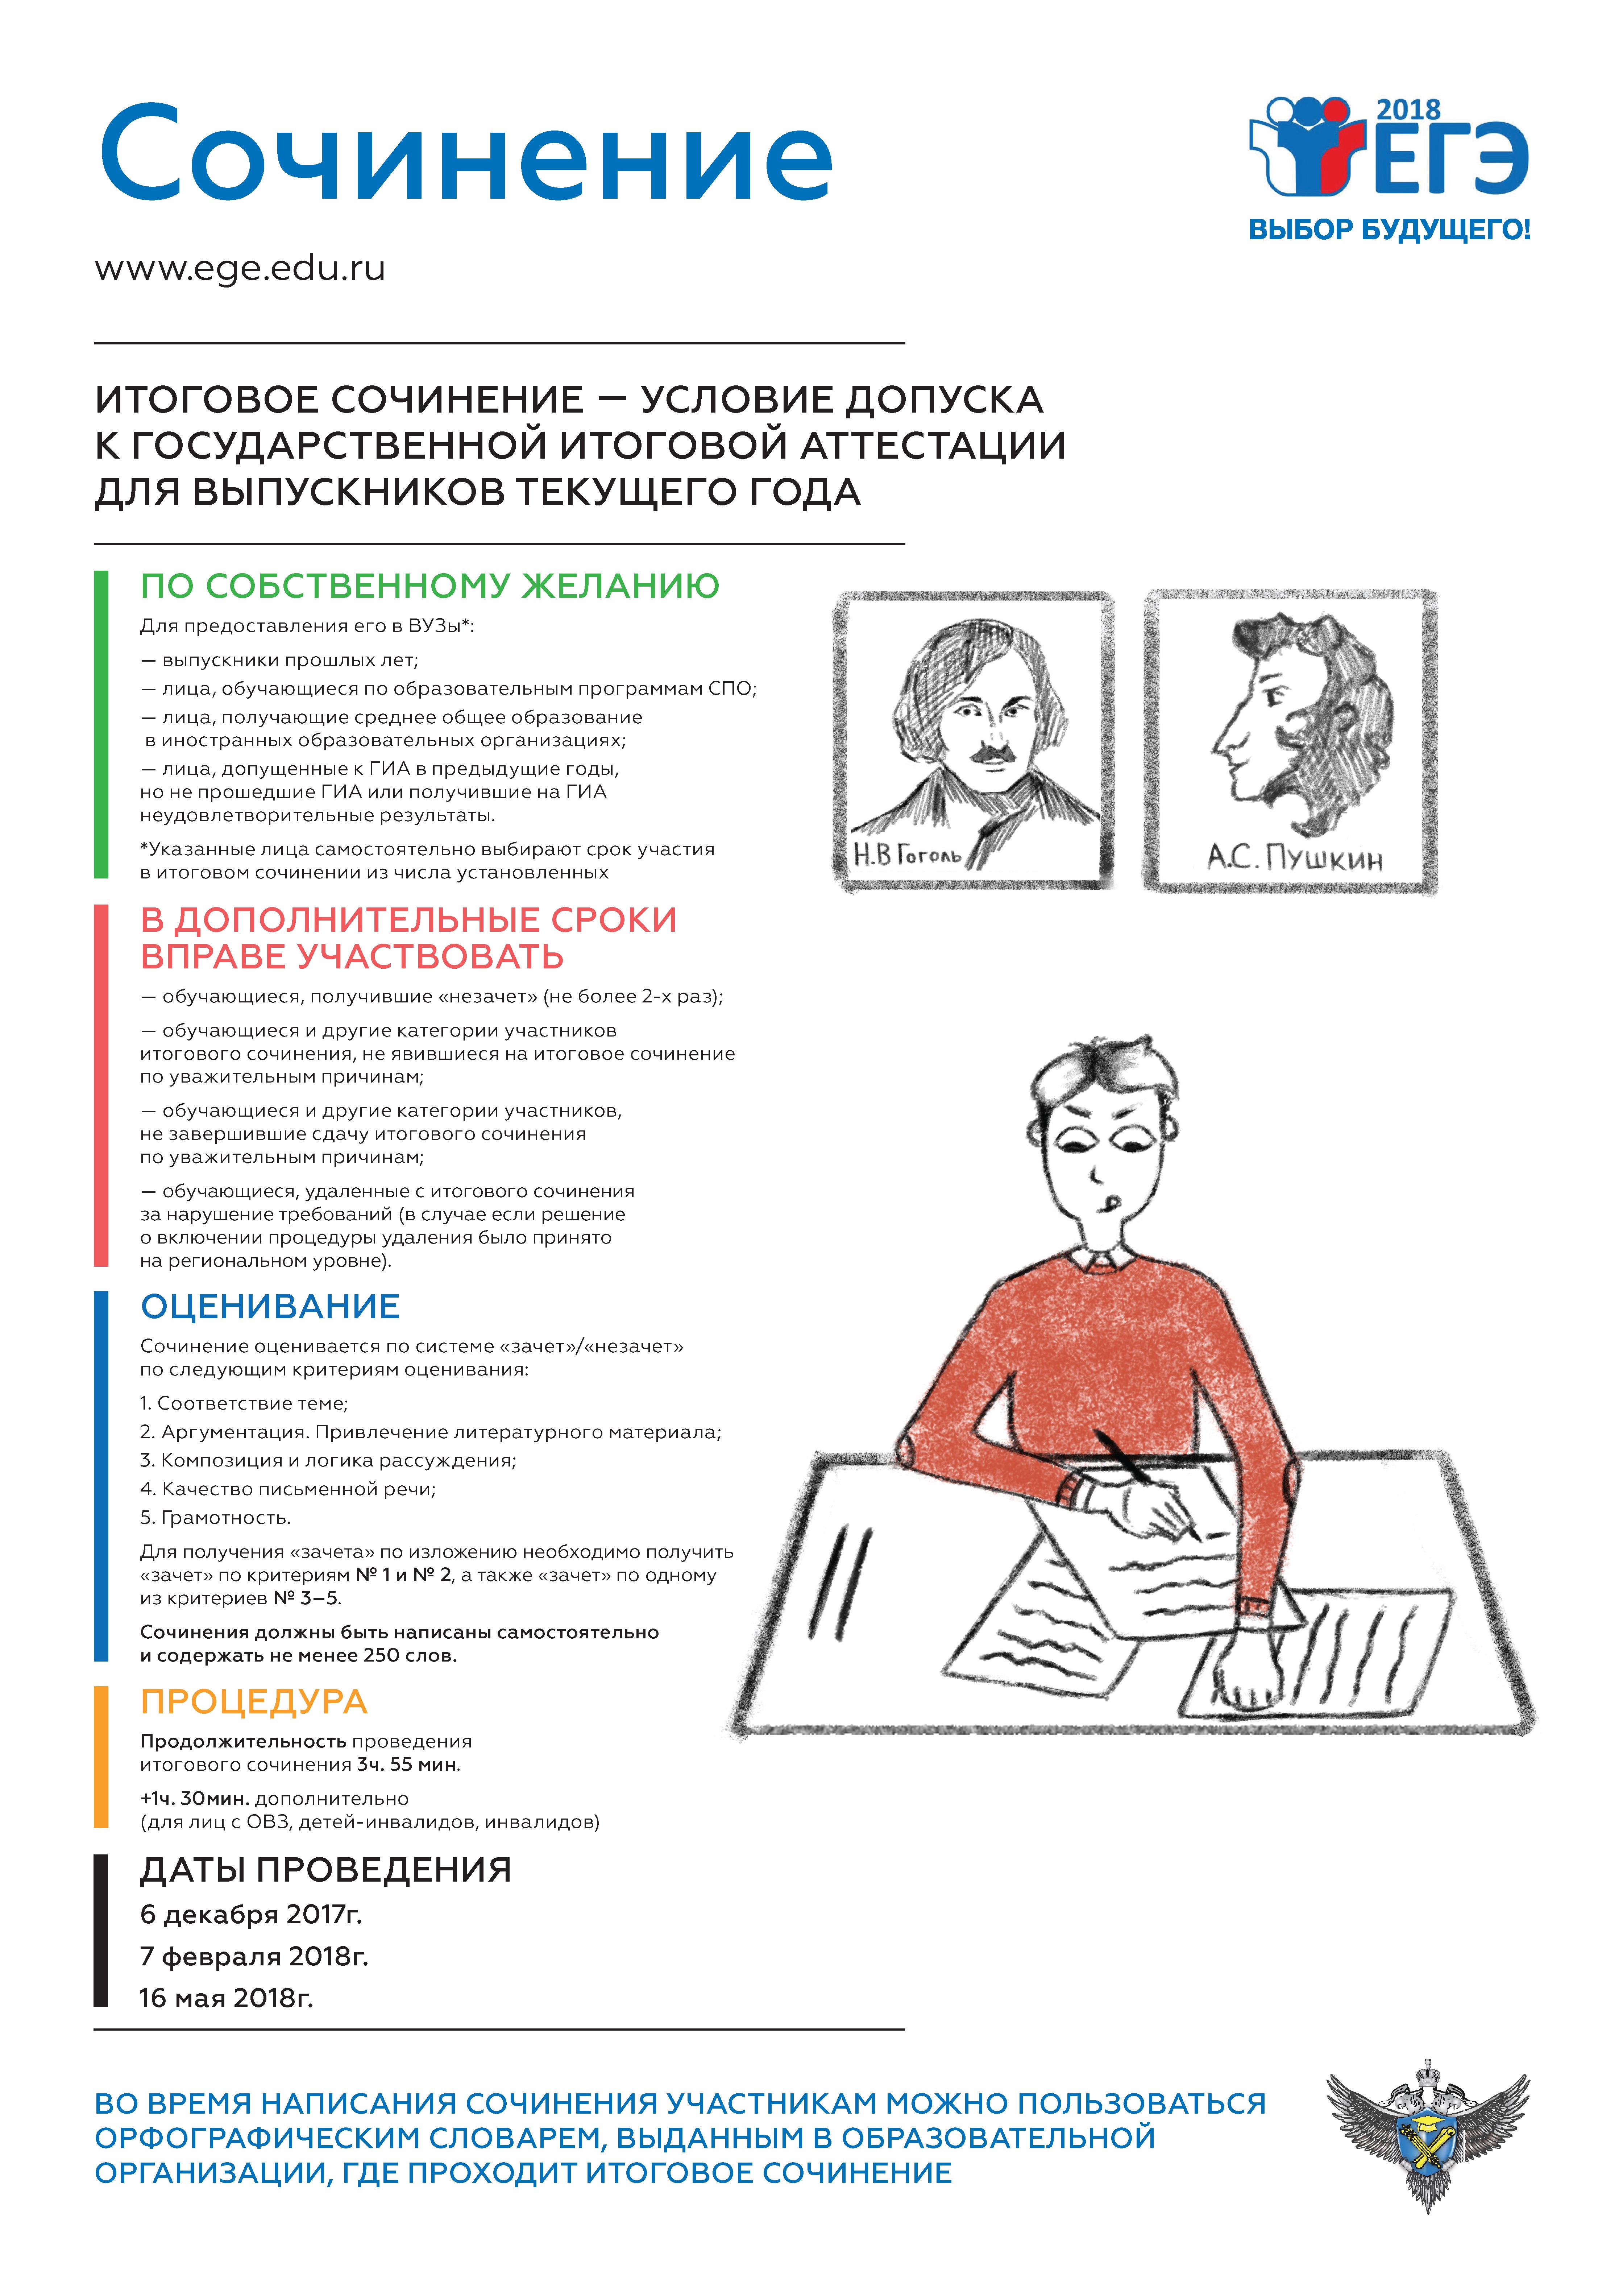 Сочинение
2018
ЕГЭ
ВЫБОР БУДУЩЕГО!
www.ege.edu.ru
ИТОГОВОЕ СОЧИНЕНИЕ — УСЛОВИЕ ДОПУСКА
К ГОСУДАРСТВЕННОЙ ИТОГОВОЙ АТТЕСТАЦИИ
ДЛЯ ВЫПУСКНИКОВ ТЕКУЩЕГО ГОДА
ПО СОБСТВЕННОМУ ЖЕЛАНИЮ
Для предоставления его в ВУЗы*:
— выпускники прошлых лет;
— лица, обучающиеся по образовательным программам СПО;
— лица, получающие среднее общее образование
в иностранных образовательных организациях;
— лица, допущенные к ГИА в предыдущие годы,
но не прошедшие ГИА или получившие на ГИА
неудовлетворительные результаты.
*Указанные лица самостоятельно выбирают срок участия
в итоговом сочинении из числа установленных
Н.В Гоголь
А.С. Пушкин
В ДОПОЛНИТЕЛЬНЫЕ СРОКИ
ВПРАВЕ УЧАСТВОВАТЬ
— обучающиеся, получившие «незачет» (не более 2-х раз);
— обучающиеся и другие категории участников
итогового сочинения, не явившиеся на итоговое сочинение
по уважительным причинам;
— обучающиеся и другие категории участников,
не завершившие сдачу итогового сочинения
по уважительным причинам;
— обучающиеся, удаленные с итогового сочинения
за нарушение требований (в случае если решение
о включении процедуры удаления было принято
на региональном уровне).
ОЦЕНИВАНИЕ
Сочинение оценивается по системе «зачет»/«незачет»
по следующим критериям оценивания:
1. Соответствие теме;
2. Аргументация. Привлечение литературного материала;
3. Композиция и логика рассуждения;
4. Качество письменной речи;
5. Грамотность.
Для получения «зачета» по изложению необходимо получить
«зачет» по критериям № 1 и № 2, а также «зачет» по одному
из критериев № 3–5.
Сочинения должны быть написаны самостоятельно
и содержать не менее 250 слов.
ПРОЦЕДУРА
Продолжительность проведения
итогового сочинения 3ч. 55 мин.
+1ч. 30мин. дополнительно
(для лиц с ОВЗ, детей-инвалидов, инвалидов)
ДАТЫ ПРОВЕДЕНИЯ
6 декабря 2017г.
7 февраля 2018г.
16 мая 2018г.
ВО ВРЕМЯ НАПИСАНИЯ СОЧИНЕНИЯ УЧАСТНИКАМ МОЖНО ПОЛЬЗОВАТЬСЯ
ОРФОГРАФИЧЕСКИМ СЛОВАРЕМ, ВЫДАННЫМ В ОБРАЗОВАТЕЛЬНОЙ
ОРГАНИЗАЦИИ, ГДЕ ПРОХОДИТ ИТОГОВОЕ СОЧИНЕНИЕ